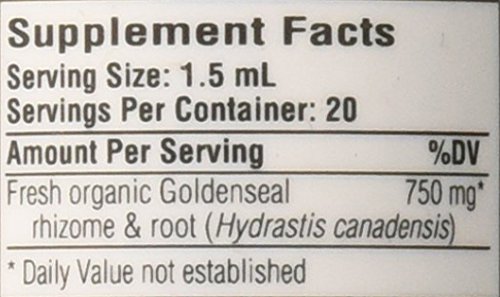 Supplement Facts
Serving Size: 1.5 mL
Servings Per Container: 20
Amount Per Serving %DV
Fresh organic Goldenseal 750 mg*
rhizome & root (Hydrastis canadensis)
* Daily Value not established